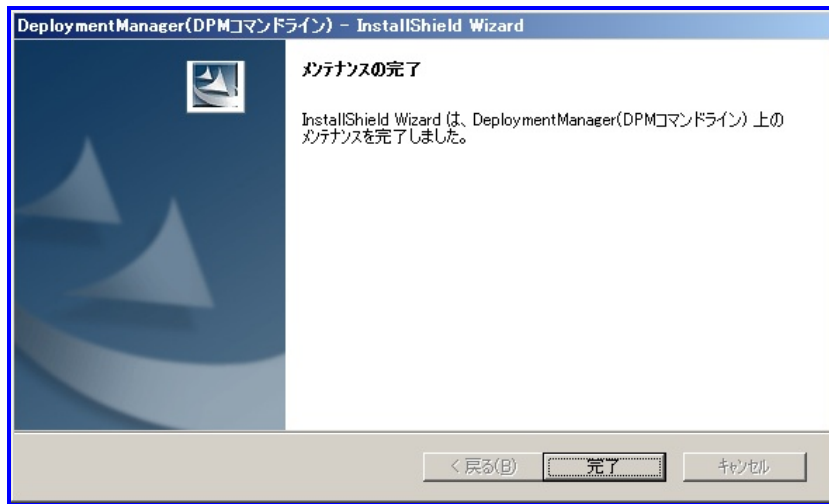 DeploymentManager(DPMコマンドライン) - InstallShield Wizard
メンテナンスの完了
InstallShield Wizard は、DeploymentManager(DPMコマンドライン) 上の
メンテナンスを完了しました。
< 戻る(B)
完了
キャンセル